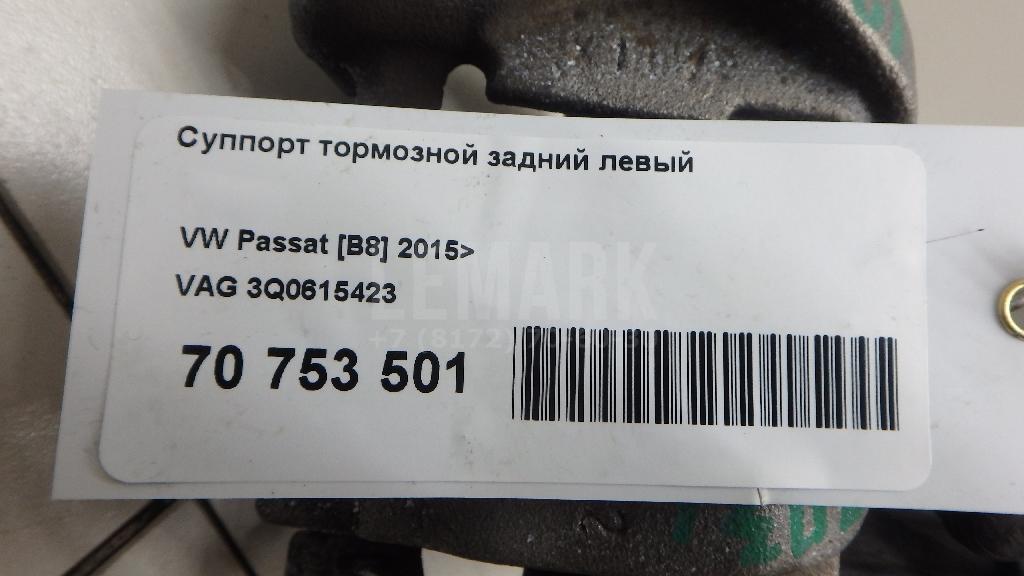 Суппорт тормозной задний левый
VW Passat [B8] 2015>
VAG 3Q0615423
70 753 501